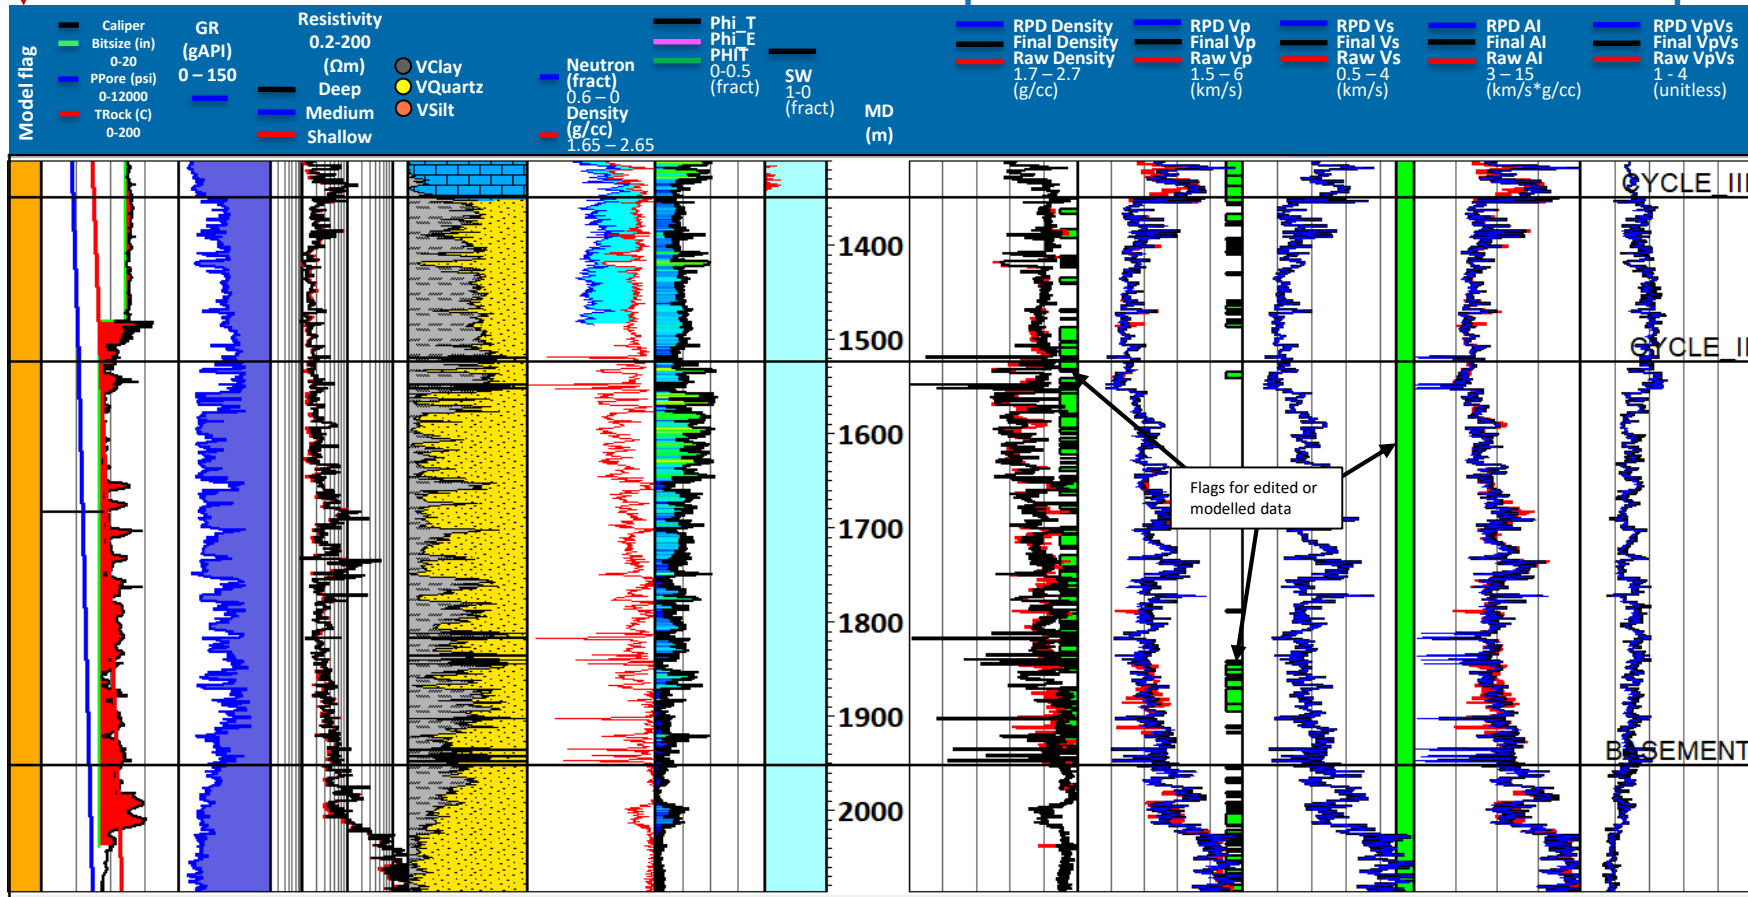 Model flag
Caliper
Bitsize (in)
0-20
PPore (psi)
0-12000
TRock (C)
0-200
GR
(gAPI)
0 – 150
Resistivity
0.2-200
(Ωm)
Deep
Medium
Shallow
VClay
VQuartz
VSilt
Neutron
(fract)
0.6 – 0
Density
(g/cc)
1.65 – 2.65
Phi_T
Phi_E
PHIT
0-0.5
(fract)
SW
1-0
(fract)
MD
(m)
RPD Density
Final Density
Raw Density
1.7 – 2.7
(g/cc)
RPD Vp
Final Vp
Raw Vp
1.5 – 6
(km/s)
RPD Vs
Final Vs
Raw Vs
0.5 – 4
(km/s)
RPD AI
Final AI
Raw AI
3 – 15
(km/s*g/cc)
RPD VpVs
Final VpVs
Raw VpVs
1 - 4
(unitless)
CYCLE_III
1400
1500
CYCLE_II
1600
Flags for edited or
modelled data
1700
1800
1900
BASEMENT
2000